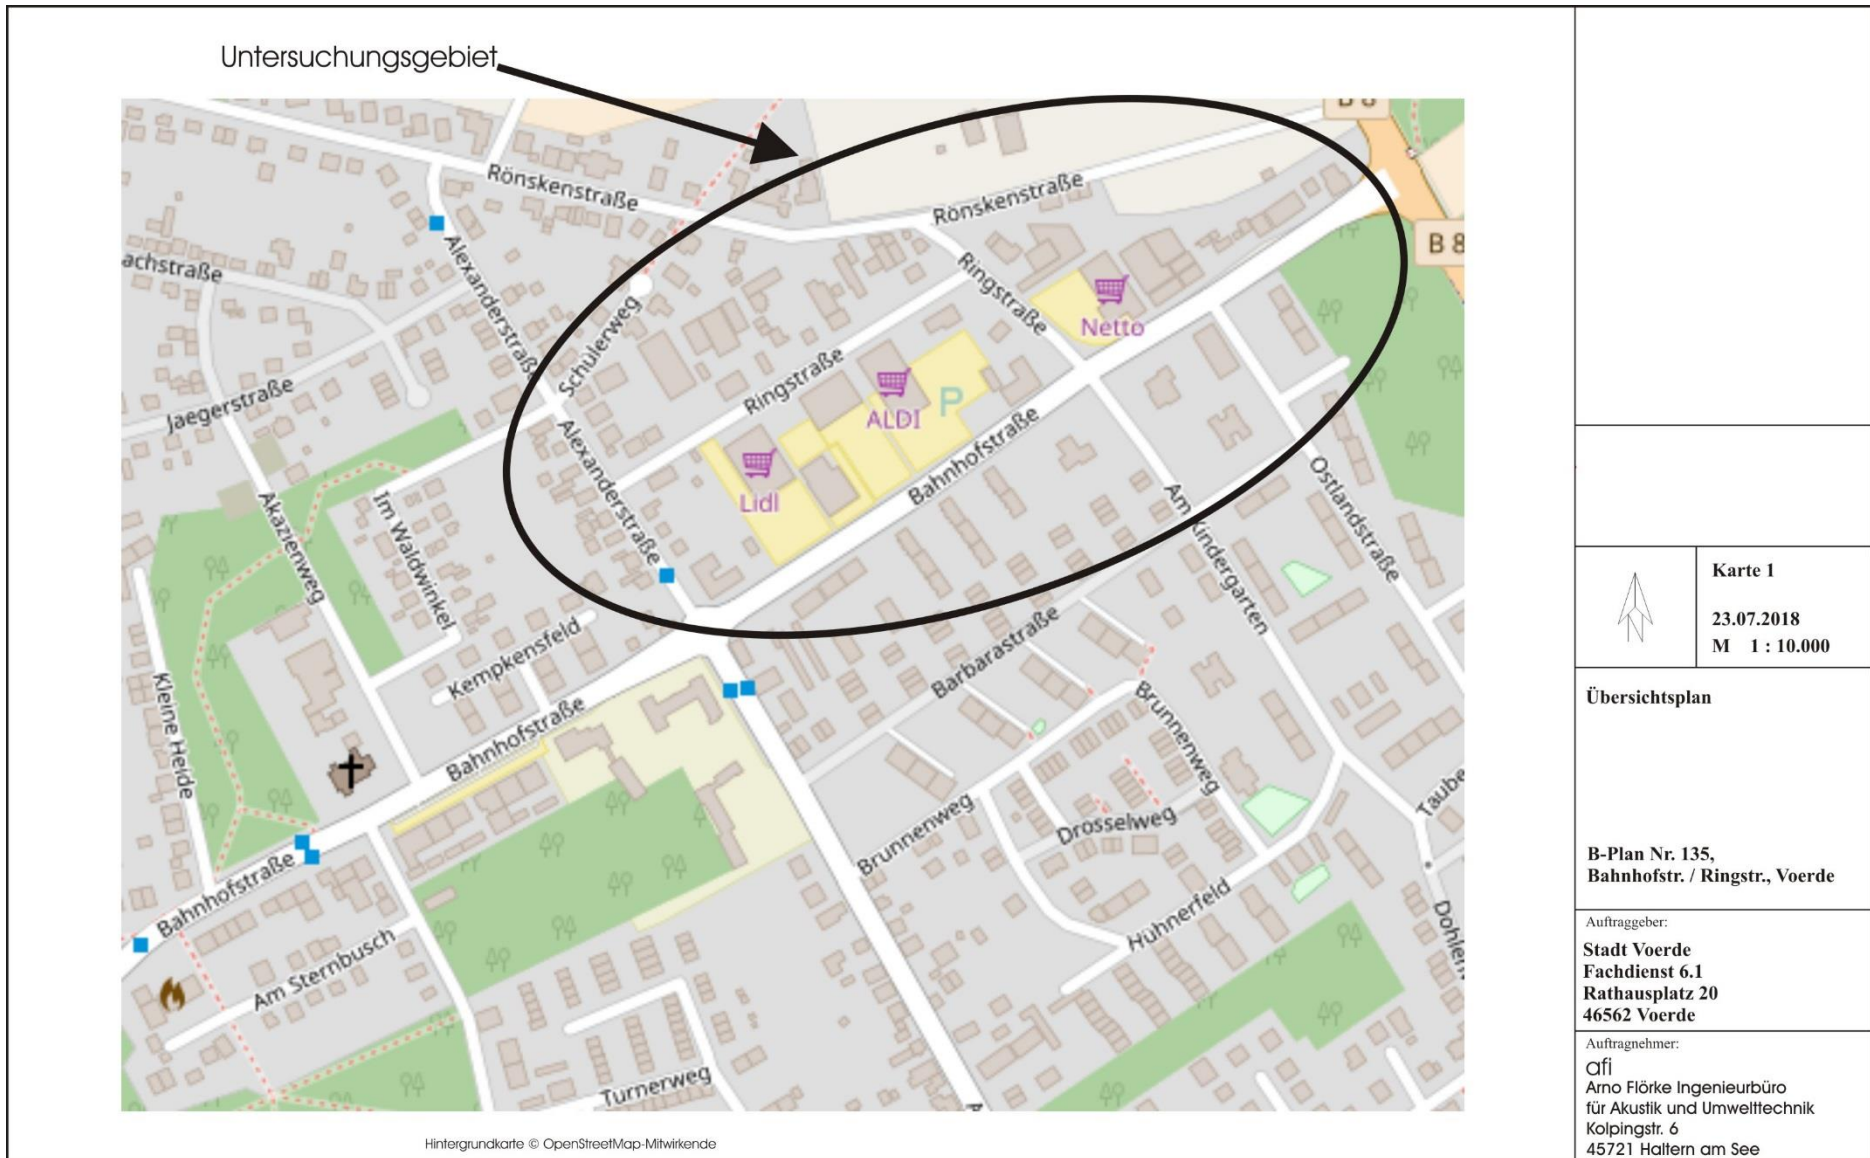 Untersuchungsgebiet
B 8
Rönskenstraße
Rönskenstraße
Alexanderstraße
achstraße
Ringstraße
B 8
Netto
Schülerweg
Ringstraße
Jaegerstraße
ALDI
P
Alexanderstraße
Bahnhofstraße
Lidl
Akazienweg
Im Waldwinkel
Am Kindergarten
Ostlandstraße
Kempkensfeld
Barbarastraße
Kleine Heide
Bahnhofstraße
Brunnenweg
Taube
Drosselweg
Brunnenweg
Bahnhofstraße
Hühnerfeld
Dohlen
Am Sternbusch
Turnerweg
A
Hintergrundkarte © OpenStreetMap-Mitwirkende
N
Karte 1
23.07.2018
M 1 : 10.000
Übersichtsplan
B-Plan Nr. 135,
Bahnhofstr. / Ringstr., Voerde
Auftraggeber:
Stadt Voerde
Fachdienst 6.1
Rathausplatz 20
46562 Voerde
Auftragnehmer:
afi
Arno Flörke Ingenieurbüro
für Akustik und Umwelttechnik
Kolpingstr. 6
45721 Haltern am See